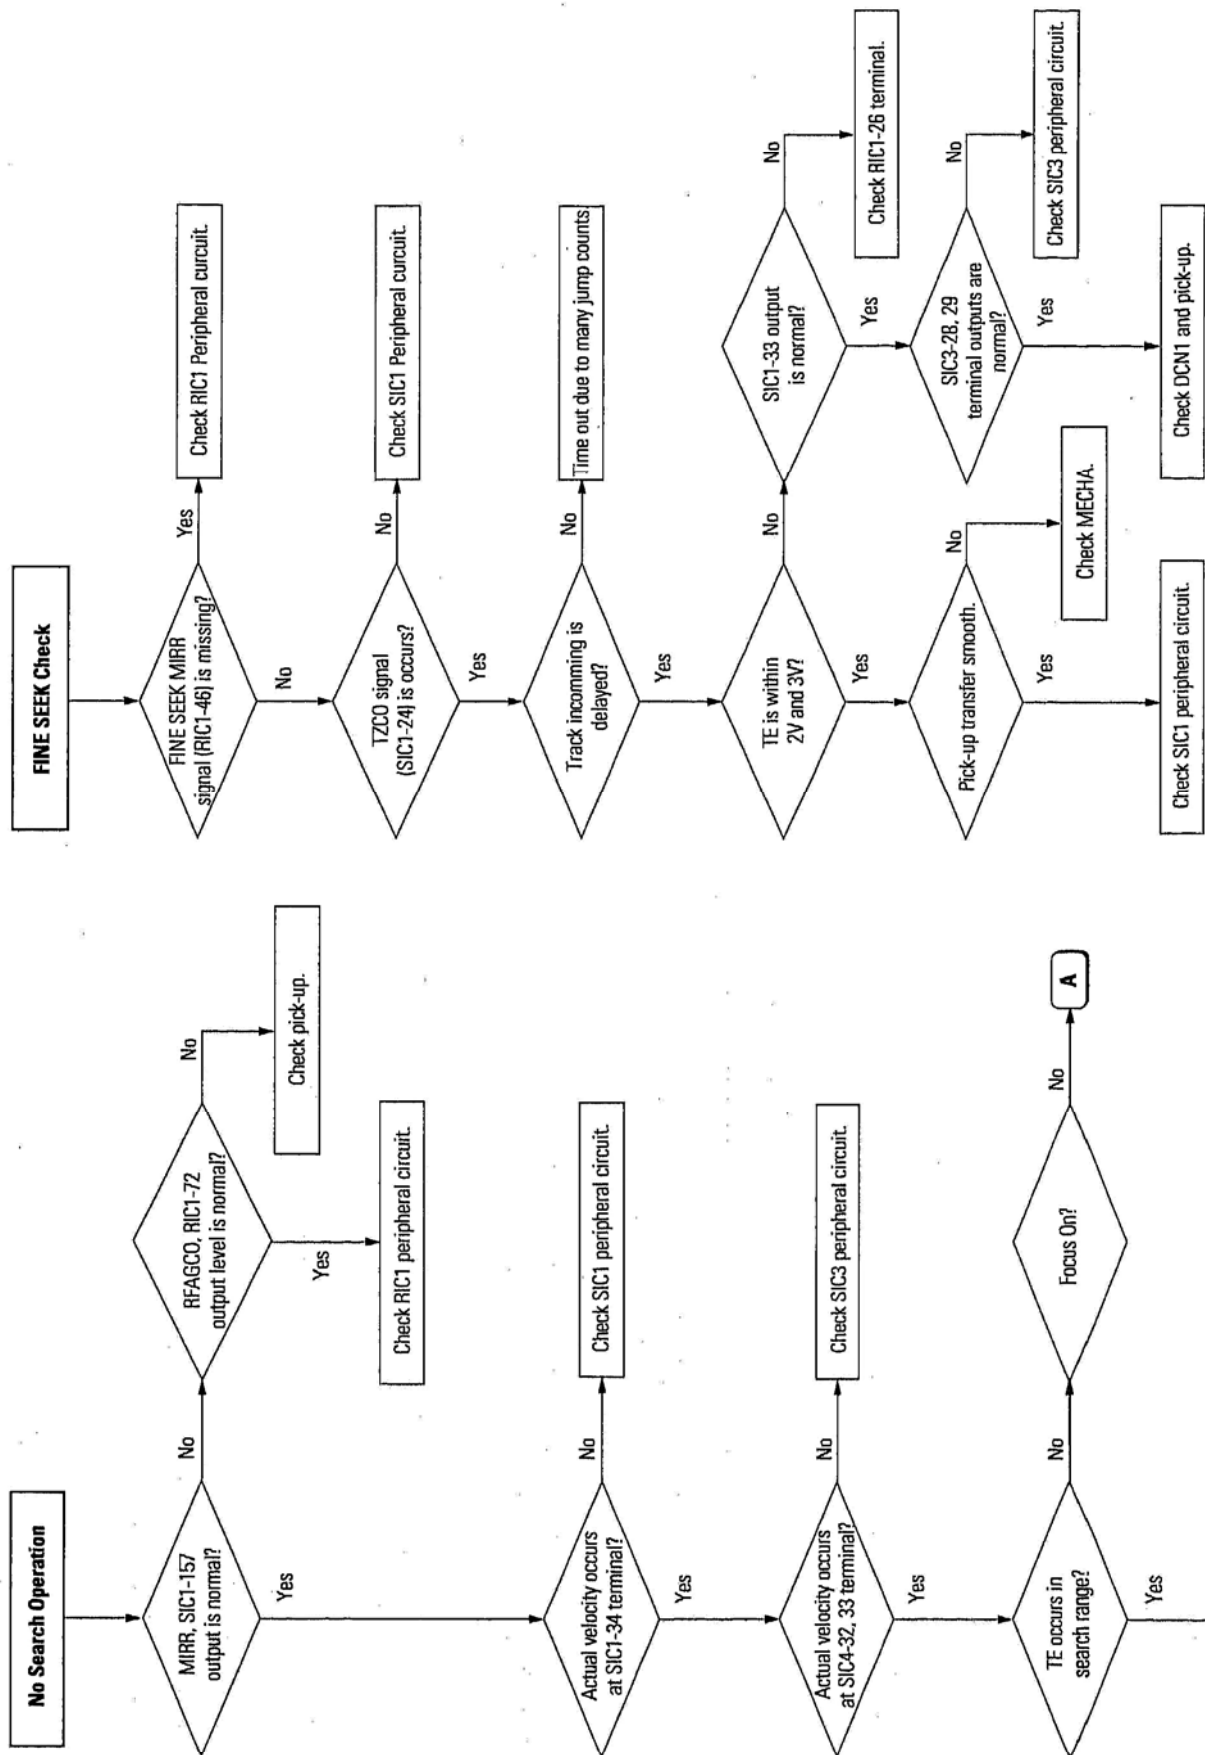 No Search Operation
MIRR, SIC1-157
output is normal?
No
RFAGCO, RIC1-72
output level is normal?
No
Check pick-up.
Yes
Check RIC1 peripheral circuit.
Yes
Actual velocity occurs
at SIC1-34 terminal?
No
Check SIC1 peripheral circuit.
Yes
Actual velocity occurs
at SIC4-32, 33 terminal?
No
Check SIC3 peripheral circuit.
Yes
TE occurs in
search range?
No
Focus On?
No
A
Yes
FINE SEEK Check
FINE SEEK MIRR
signal (RIC1-46) is missing?
Yes
Check RIC1 Peripheral curcuit.
No
TZCO signal
(SIC1-24) is occurs?
No
Check SIC1 Peripheral curcuit.
Yes
Track incomming is
delayed?
No
Time out due to many jump counts
Yes
TE is within
2V and 3V?
No
SIC1-33 output
is normal?
No
Check RIC1-26 terminal.
Yes
SIC3-28, 29
terminal outputs are
normal?
No
Check SIC3 peripheral circuit.
Yes
Check DCN1 and pick-up.
Yes
Pick-up transfer smooth.
No
Check MECHA.
Yes
Check SIC1 peripheral circuit.